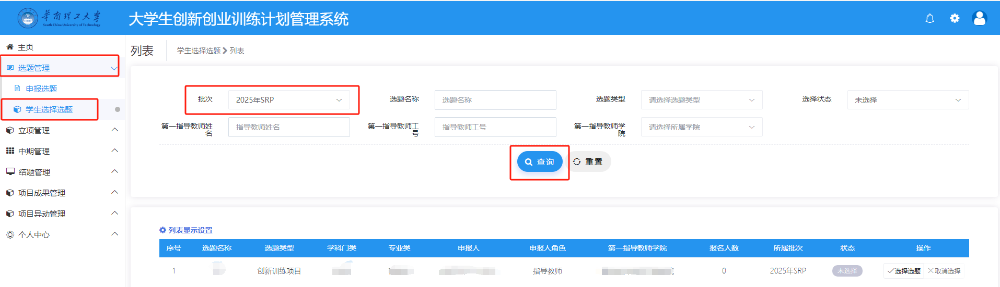 华南理工大学
South China University of Technology
大学生创新创业训练计划管理系统
主页
选题管理
申报选题
学生选择选题
立项管理
中期管理
结题管理
项目成果管理
项目异动管理
个人中心
列表
学生选择选题 列表
批次 2025年SRP 选题名称 选题名称 选题类型 请选择选题类型 选择状态 未选择
第一指导教师姓名 指导教师姓名 第一指导教师工号 指导教师工号 第一指导教师学院 请选择所属学院
查询 重置
列表显示设置
序号 选题名称 选题类型 学科门类 专业类 申报人 申报人角色 第一指导教师学院 报名人数 所属批次 状态 操作
1 创新训练项目 指导教师 0 2025年SRP 未选择 选择选题 取消选择